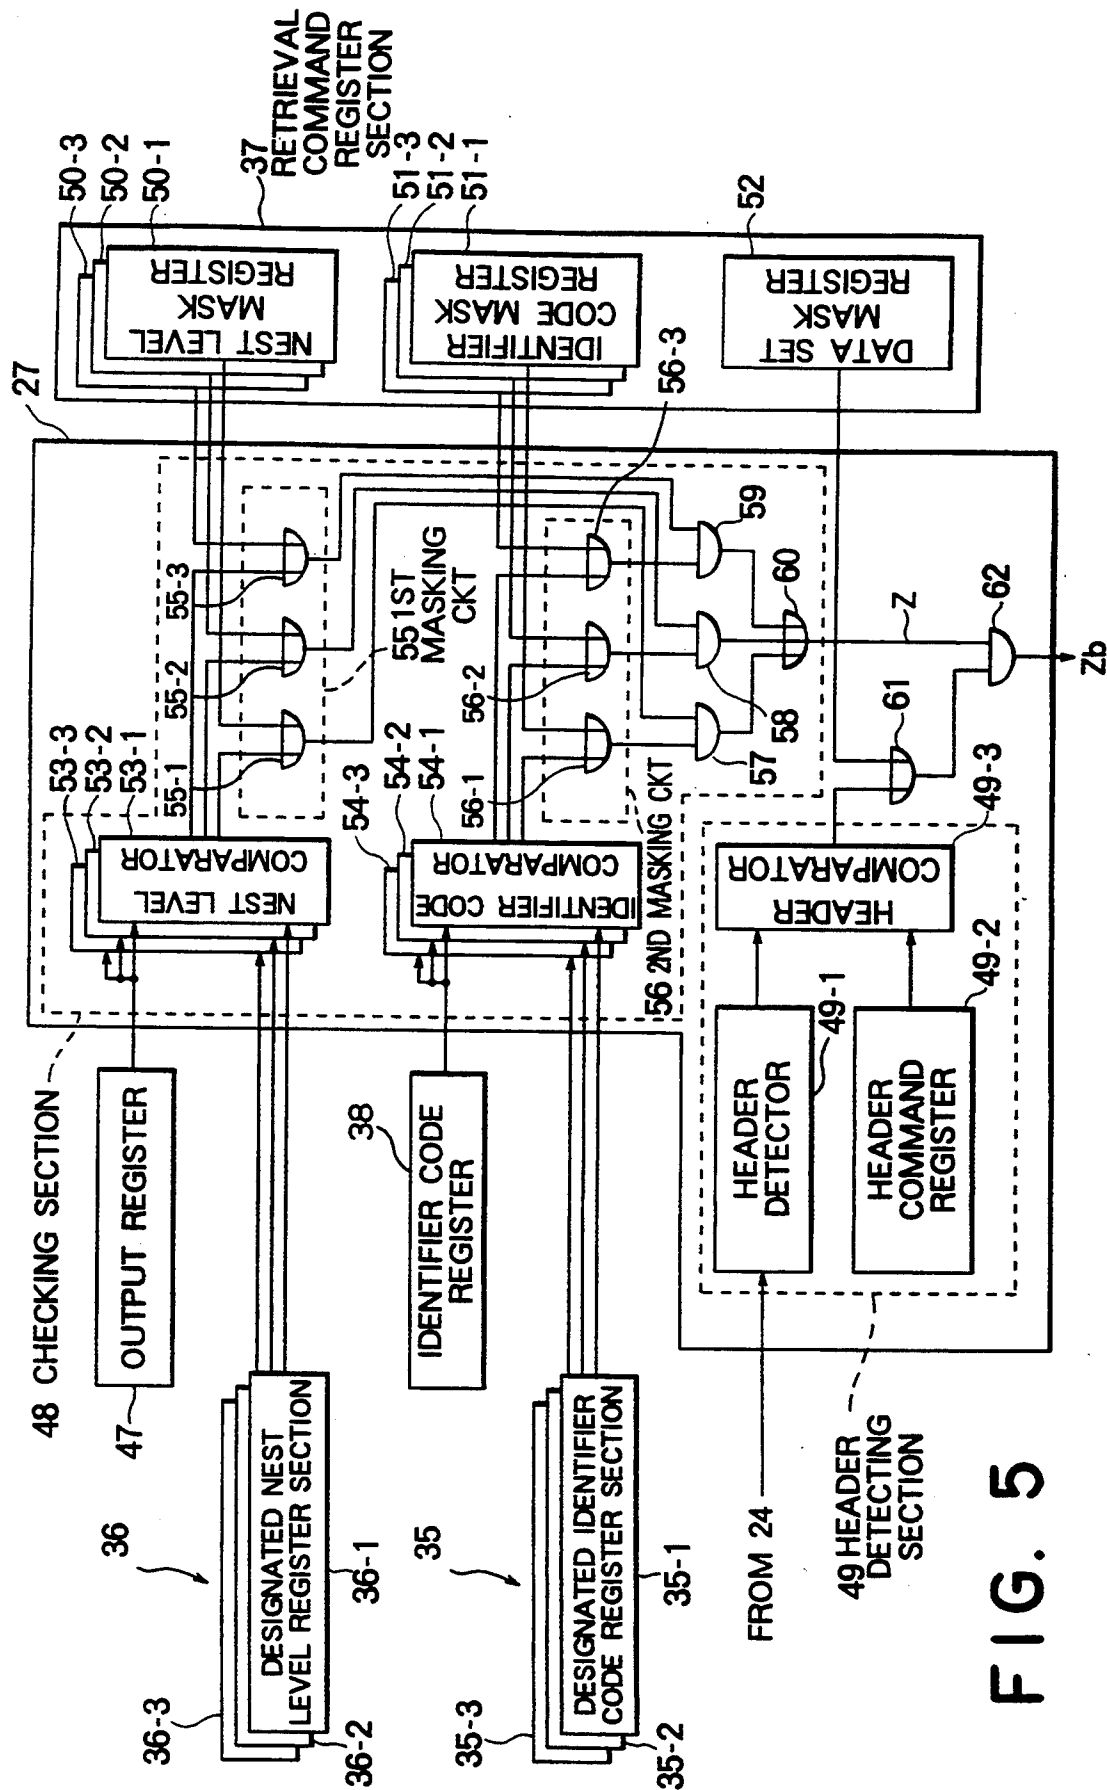 48 CHECKING SECTION
27
53-3
53-2
53-1
50-3
50-2
50-1
37
RETRIEVAL
COMMAND
REGISTER
SECTION
47
OUTPUT REGISTER
NEST LEVEL
COMPARATOR
NEST LEVEL
MASK
REGISTER
36
36-3
36-2
36-1
DESIGNATED NEST
LEVEL REGISTER SECTION
55-1
55-2
55-3
55 1ST
MASKING
CKT
38
IDENTIFIER CODE
REGISTER
54-3
54-2
54-1
IDENTIFIER CODE
COMPARATOR
51-3
51-2
51-1
IDENTIFIER
CODE MASK
REGISTER
35
35-3
35-2
35-1
DESIGNATED IDENTIFIER
CODE REGISTER SECTION
56-1
56-2
56-3
56 2ND MASKING CKT
57
58
59
60
52
DATA SET
MASK
REGISTER
FROM 24
HEADER
DETECTOR
49-1
HEADER
COMMAND
REGISTER
49-2
HEADER
COMPARATOR
49-3
61
Z
62
Zb
49 HEADER
DETECTING
SECTION
FIG. 5